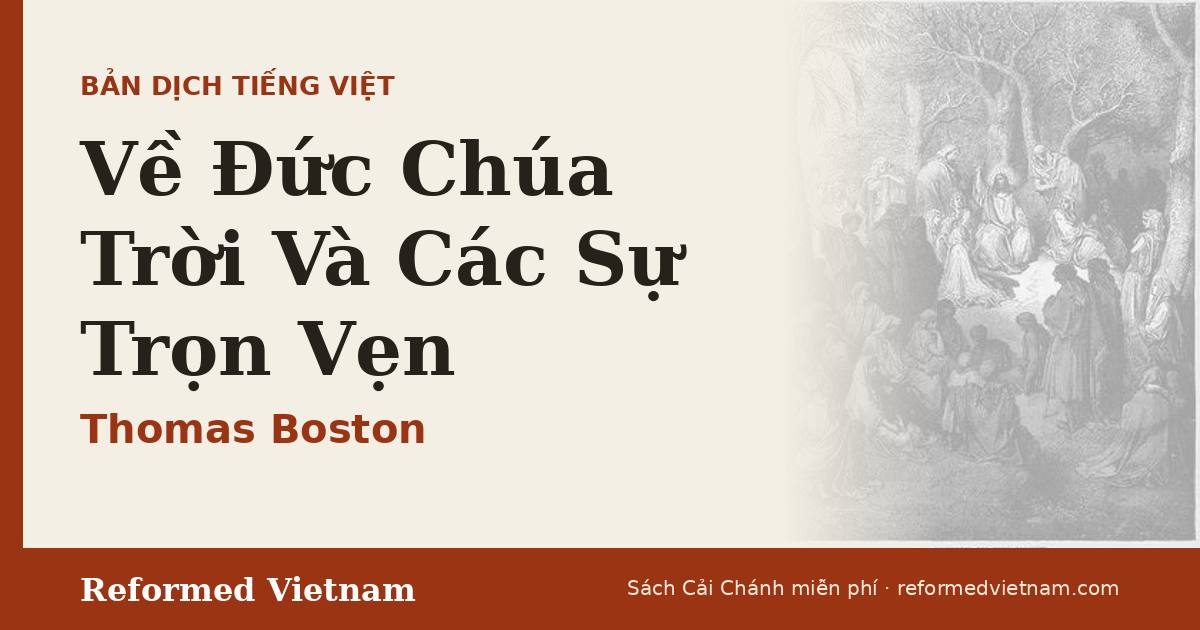 BẢN DỊCH TIẾNG VIỆT
Về Đức Chúa
Trời Và Các Sự
Trọn Vẹn
Thomas Boston
Reformed Vietnam
Sách Cải Chánh miễn phí · reformedvietnam.com